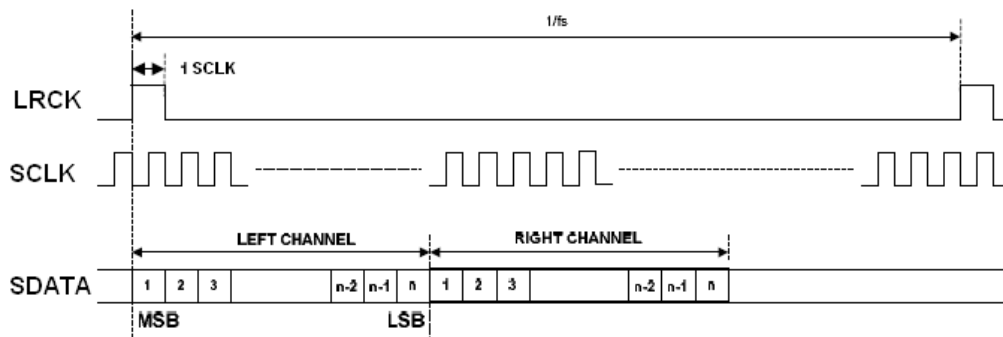 1/fs
1 SCLK
LRCK
SCLK
LEFT CHANNEL
RIGHT CHANNEL
SDATA
1 2 3 n-2 n-1 n 1 2 3 n-2 n-1 n
MSB
LSB